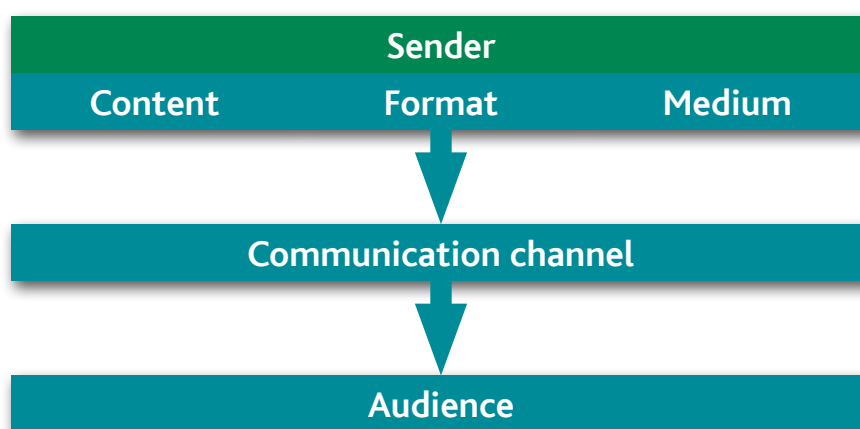 Sender
Content Format Medium
Communication channel
Audience